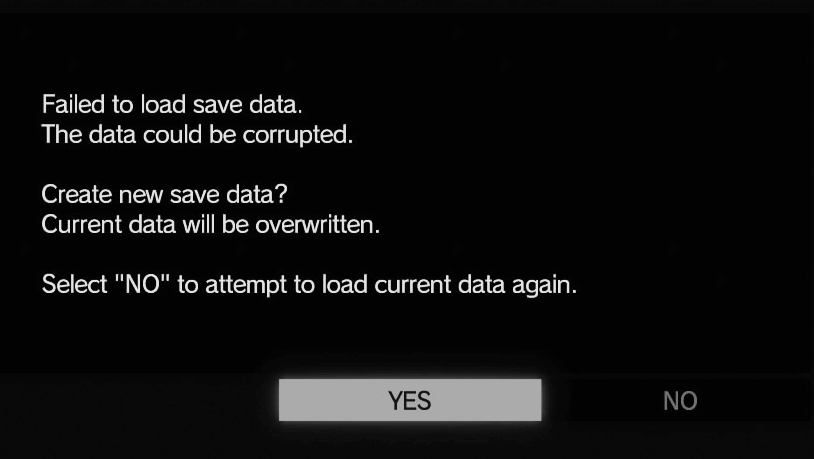 Failed to load save data.
The data could be corrupted.
Create new save data?
Current data will be overwritten.
Select "NO" to attempt to load current data again.
YES
NO